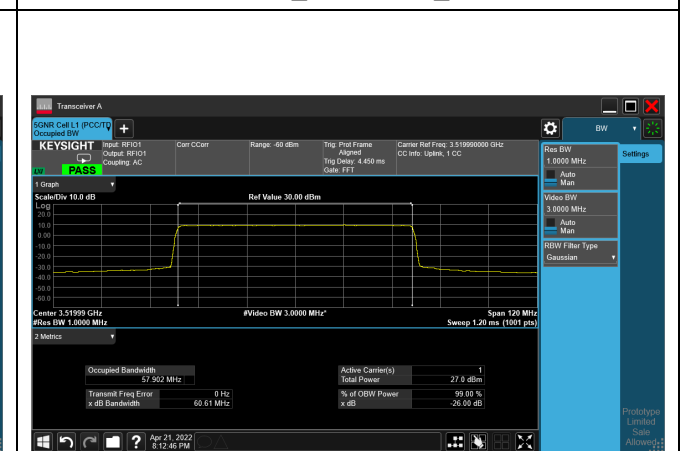 Transceiver A
5GNR Cell L1 (PCC/TD
Occupied BW
+
BW
KEYSIGHT
PASS
Input: RFIO1
Output: RFIO1
Coupling: AC
Corr CCorr
Range: -60 dBm
Trig: Prot Frame
Aligned
Trig Delay: 4.450 ms
Gate: FFT
Carrier Ref Freq: 3.519990000 GHz
CC Info: Uplink, 1 CC
Res BW
1.0000 MHz
Auto
Man
Settings
Video BW
3.0000 MHz
Auto
Man
RBW Filter Type
Gaussian
1 Graph
Scale/Div 10.0 dB
Ref Value 30.00 dBm
Log
20.0
10.0
0.00
-10.0
-20.0
-30.0
-40.0
-50.0
-60.0
Center 3.51999 GHz
#Video BW 3.0000 MHz*
Span 120 MHz
#Res BW 1.0000 MHz
Sweep 1.20 ms (1001 pts)
2 Metrics
Occupied Bandwidth
57.902 MHz
Active Carrier(s) 1
Total Power 27.0 dBm
Transmit Freq Error 0 Hz
x dB Bandwidth 60.61 MHz
% of OBW Power 99.00 %
x dB -26.00 dB
Prototype
Limited
Sale
Allowed
?
Apr 21, 2022
8:12:46 PM